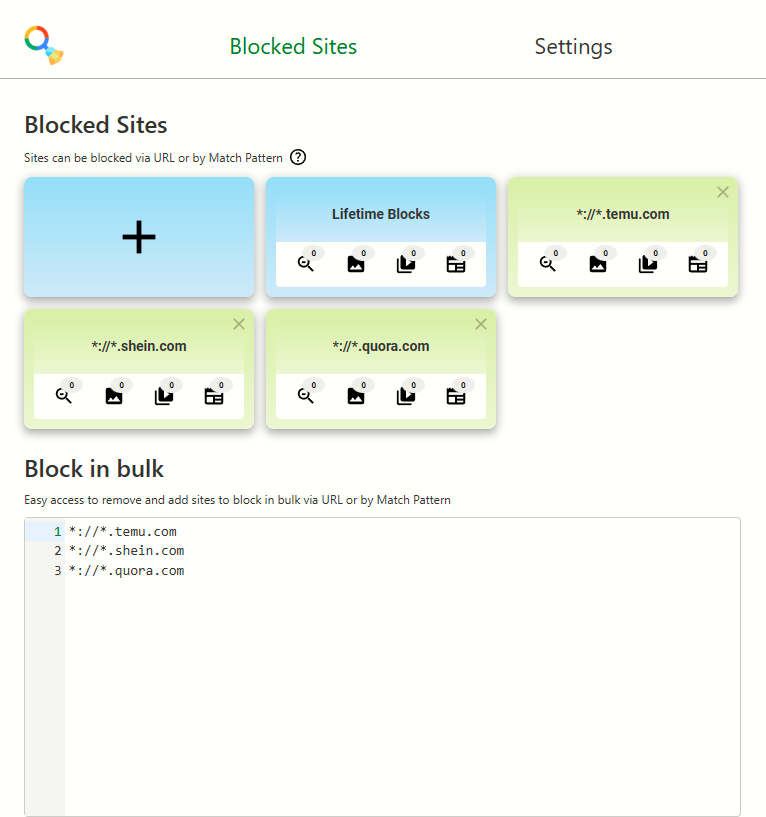 Blocked Sites
Settings
Blocked Sites
Sites can be blocked via URL or by Match Pattern
Lifetime Blocks
0 0 0 0
*://*.temu.com
0 0 0 0
*://*.shein.com
0 0 0 0
*://*.quora.com
0 0 0 0
Block in bulk
Easy access to remove and add sites to block in bulk via URL or by Match Pattern
1 *://*.temu.com
2 *://*.shein.com
3 *://*.quora.com